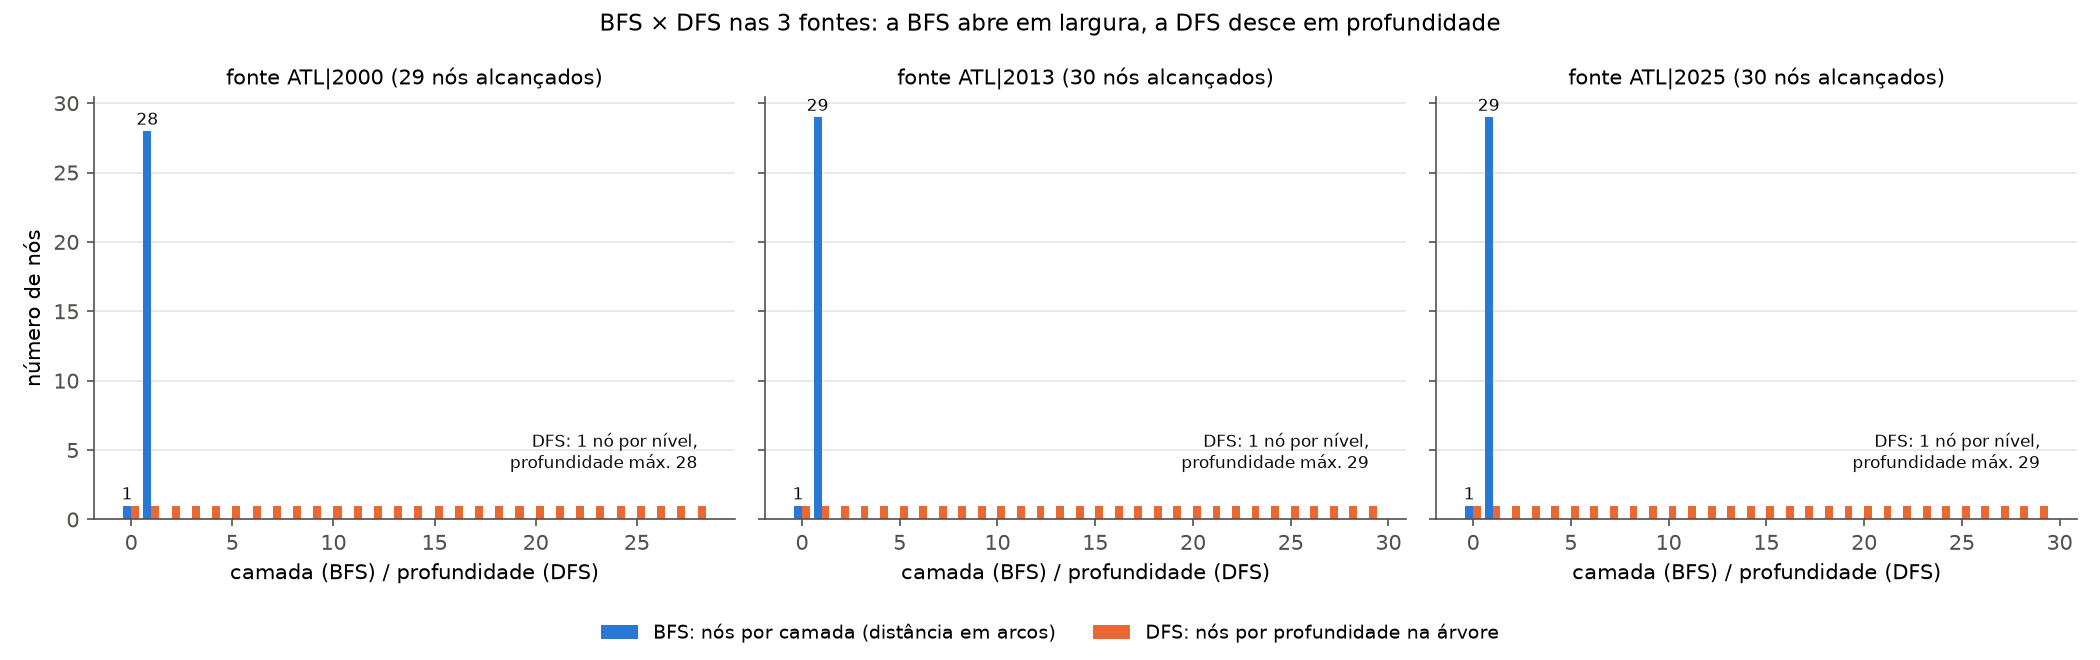 BFS × DFS nas 3 fontes: a BFS abre em largura, a DFS desce em profundidade
fonte ATL|2000 (29 nós alcançados)
número de nós
30
25
20
15
10
5
0
28
1
DFS: 1 nó por nível,
profundidade máx. 28
0 5 10 15 20 25
camada (BFS) / profundidade (DFS)
fonte ATL|2013 (30 nós alcançados)
29
1
DFS: 1 nó por nível,
profundidade máx. 29
0 5 10 15 20 25 30
camada (BFS) / profundidade (DFS)
fonte ATL|2025 (30 nós alcançados)
29
1
DFS: 1 nó por nível,
profundidade máx. 29
0 5 10 15 20 25 30
camada (BFS) / profundidade (DFS)
BFS: nós por camada (distância em arcos)
DFS: nós por profundidade na árvore